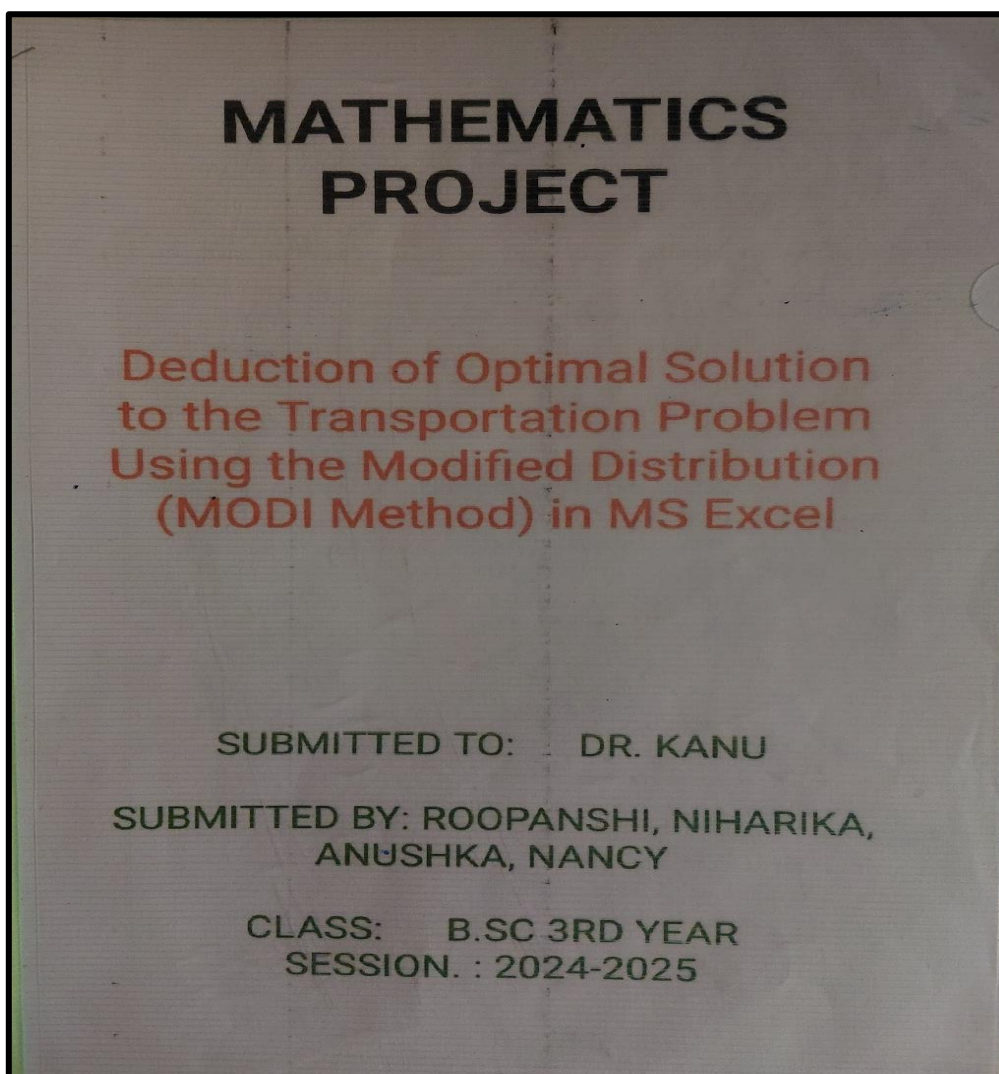 MATHEMATICS
PROJECT
Deduction of Optimal Solution
to the Transportation Problem
Using the Modified Distribution
(MODI Method) in MS Excel
SUBMITTED TO: DR. KANU
SUBMITTED BY: ROOPANSHI, NIHARIKA,
ANUSHKA, NANCY
CLASS: B.SC 3RD YEAR
SESSION. : 2024-2025